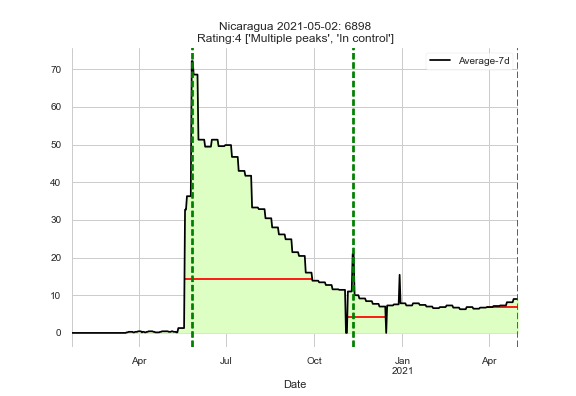 Nicaragua 2021-05-02: 6898
Rating:4 ['Multiple peaks', 'In control']
Average-7d
70
60
50
40
30
20
10
0
Apr
Jul
Oct
Jan
2021
Apr
Date